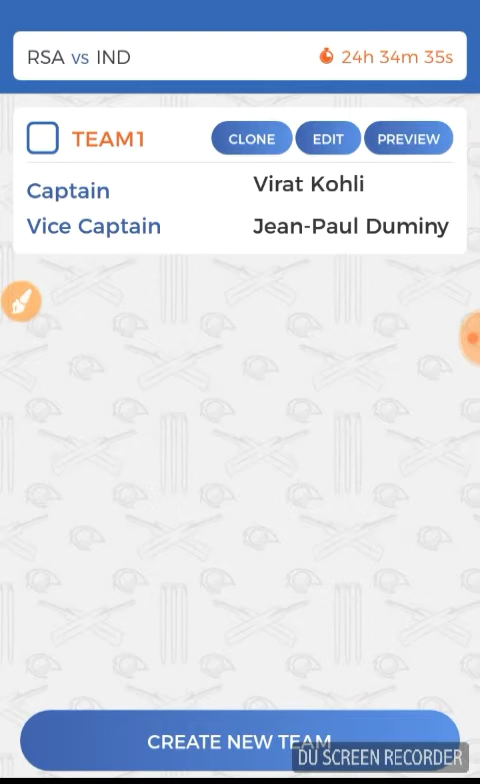 RSA vs IND 24h 34m 35s
TEAM1 CLONE EDIT PREVIEW
Captain Virat Kohli
Vice Captain Jean-Paul Duminy
CREATE NEW TEAM
DU SCREEN RECORDER